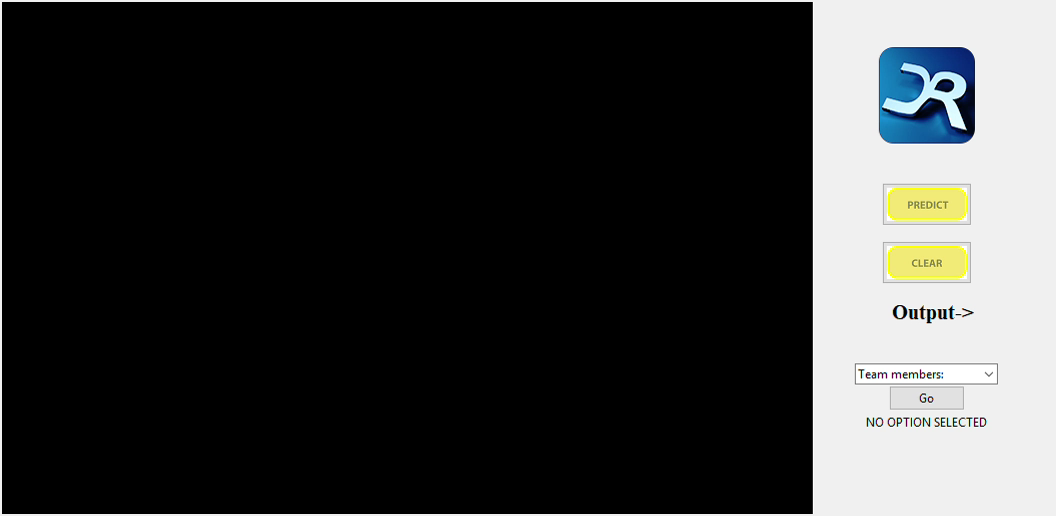 PREDICT
CLEAR
Output->
Team members:
Go
NO OPTION SELECTED